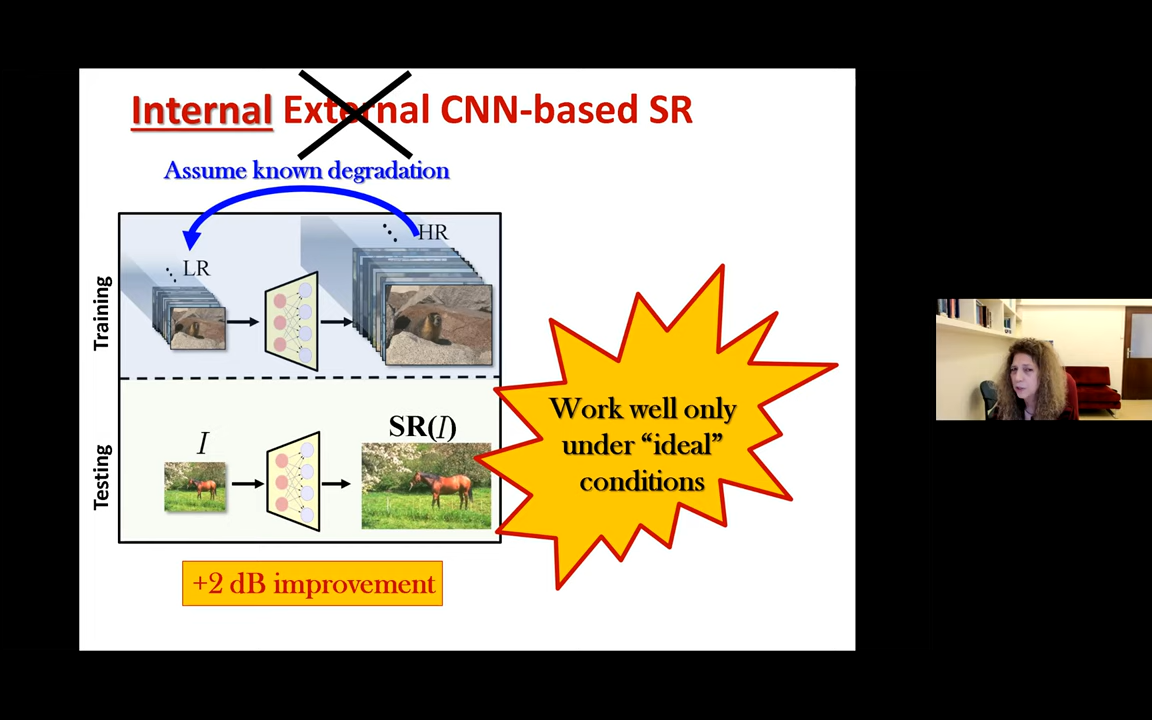 Internal External CNN-based SR
Assume known degradation
HR
LR
Training
I
SR(I)
Testing
Work well only
under “ideal”
conditions
+2 dB improvement